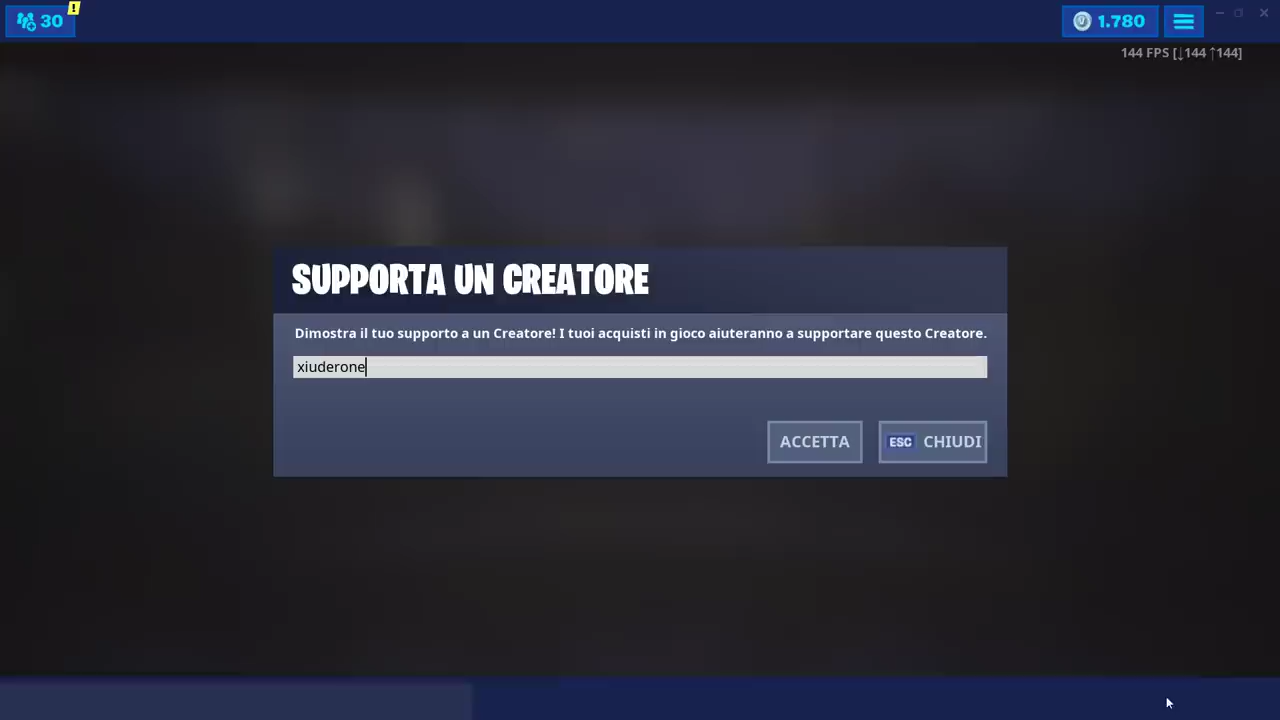 30
!
1.780
144 FPS [↓144 ↑144]
SUPPORTA UN CREATORE
Dimostra il tuo supporto a un Creatore! I tuoi acquisti in gioco aiuteranno a supportare questo Creatore.
xiuderone
ACCETTA
ESC CHIUDI